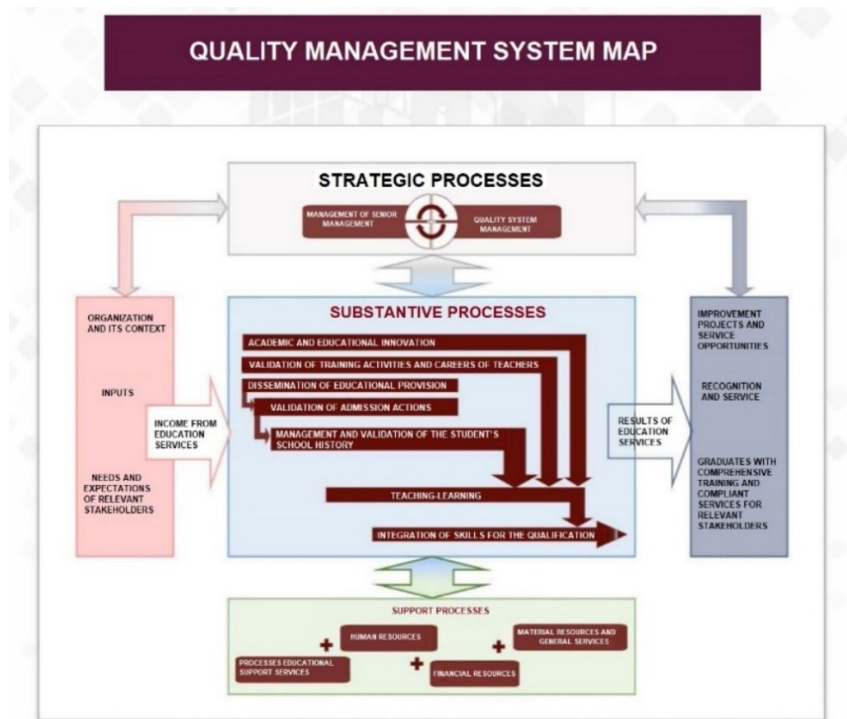 QUALITY MANAGEMENT SYSTEM MAP
STRATEGIC PROCESSES
MANAGEMENT OF SENIOR
MANAGEMENT
QUALITY SYSTEM
MANAGEMENT
ORGANIZATION
AND ITS CONTEXT
INPUTS
NEEDS AND
EXPECTATIONS
OF RELEVANT
STAKEHOLDERS
INCOME FROM
EDUCATION
SERVICES
SUBSTANTIVE PROCESSES
ACADEMIC AND EDUCATIONAL INNOVATION
VALIDATION OF TRAINING ACTIVITIES AND CAREERS OF TEACHERS
DISSEMINATION OF EDUCATIONAL PROVISION
VALIDATION OF ADMISSION ACTIONS
MANAGEMENT AND VALIDATION OF THE STUDENT'S
SCHOOL HISTORY
TEACHING-LEARNING
INTEGRATION OF SKILLS FOR THE QUALIFICATION
RESULTS OF
EDUCATION
SERVICES
IMPROVEMENT
PROJECTS AND
SERVICE
OPPORTUNITIES
RECOGNITION
AND SERVICE
GRADUATES WITH
COMPREHENSIVE
TRAINING AND
COMPLIANT
SERVICES FOR
RELEVANT
STAKEHOLDERS
SUPPORT PROCESSES
PROCESSES EDUCATIONAL
SUPPORT SERVICES
+
HUMAN RESOURCES
+
FINANCIAL RESOURCES
+
MATERIAL RESOURCES AND
GENERAL SERVICES